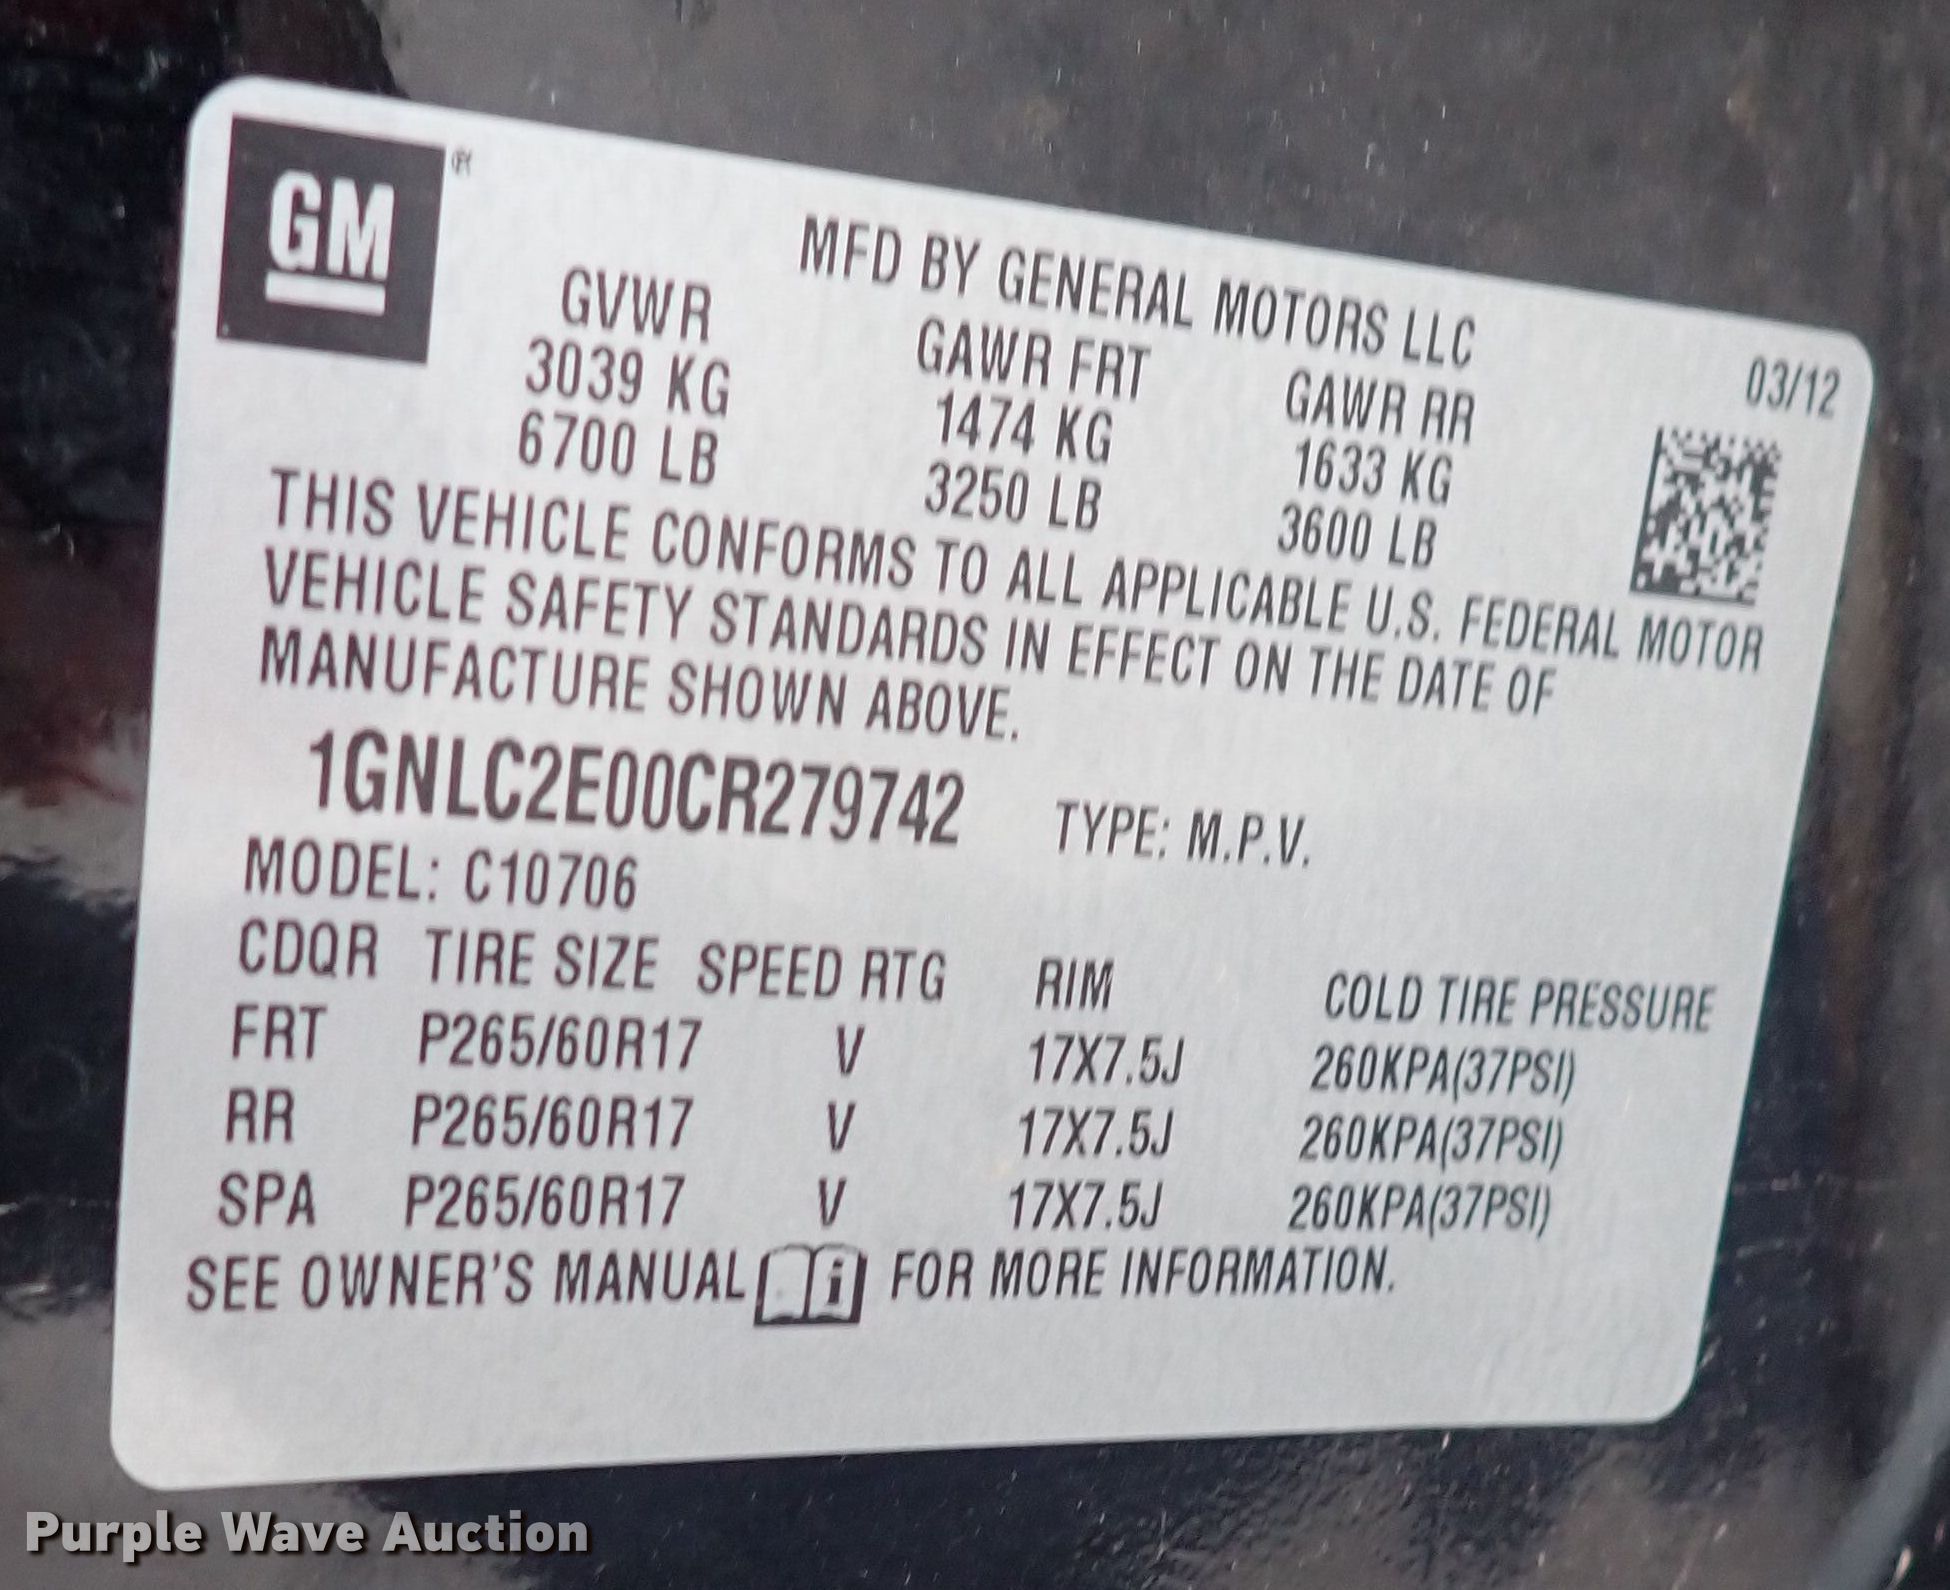 GM ®
MFD BY GENERAL MOTORS LLC
03/12
GVWR GAWR FRT GAWR RR
3039 KG 1474 KG 1633 KG
6700 LB 3250 LB 3600 LB
THIS VEHICLE CONFORMS TO ALL APPLICABLE U.S. FEDERAL MOTOR
VEHICLE SAFETY STANDARDS IN EFFECT ON THE DATE OF
MANUFACTURE SHOWN ABOVE.
1GNLC2E00CR279742 TYPE: M.P.V.
MODEL: C10706
CDQR TIRE SIZE SPEED RTG RIM COLD TIRE PRESSURE
FRT P265/60R17 V 17X7.5J 260KPA(37PSI)
RR P265/60R17 V 17X7.5J 260KPA(37PSI)
SPA P265/60R17 V 17X7.5J 260KPA(37PSI)
SEE OWNER'S MANUAL i FOR MORE INFORMATION.
Purple Wave Auction